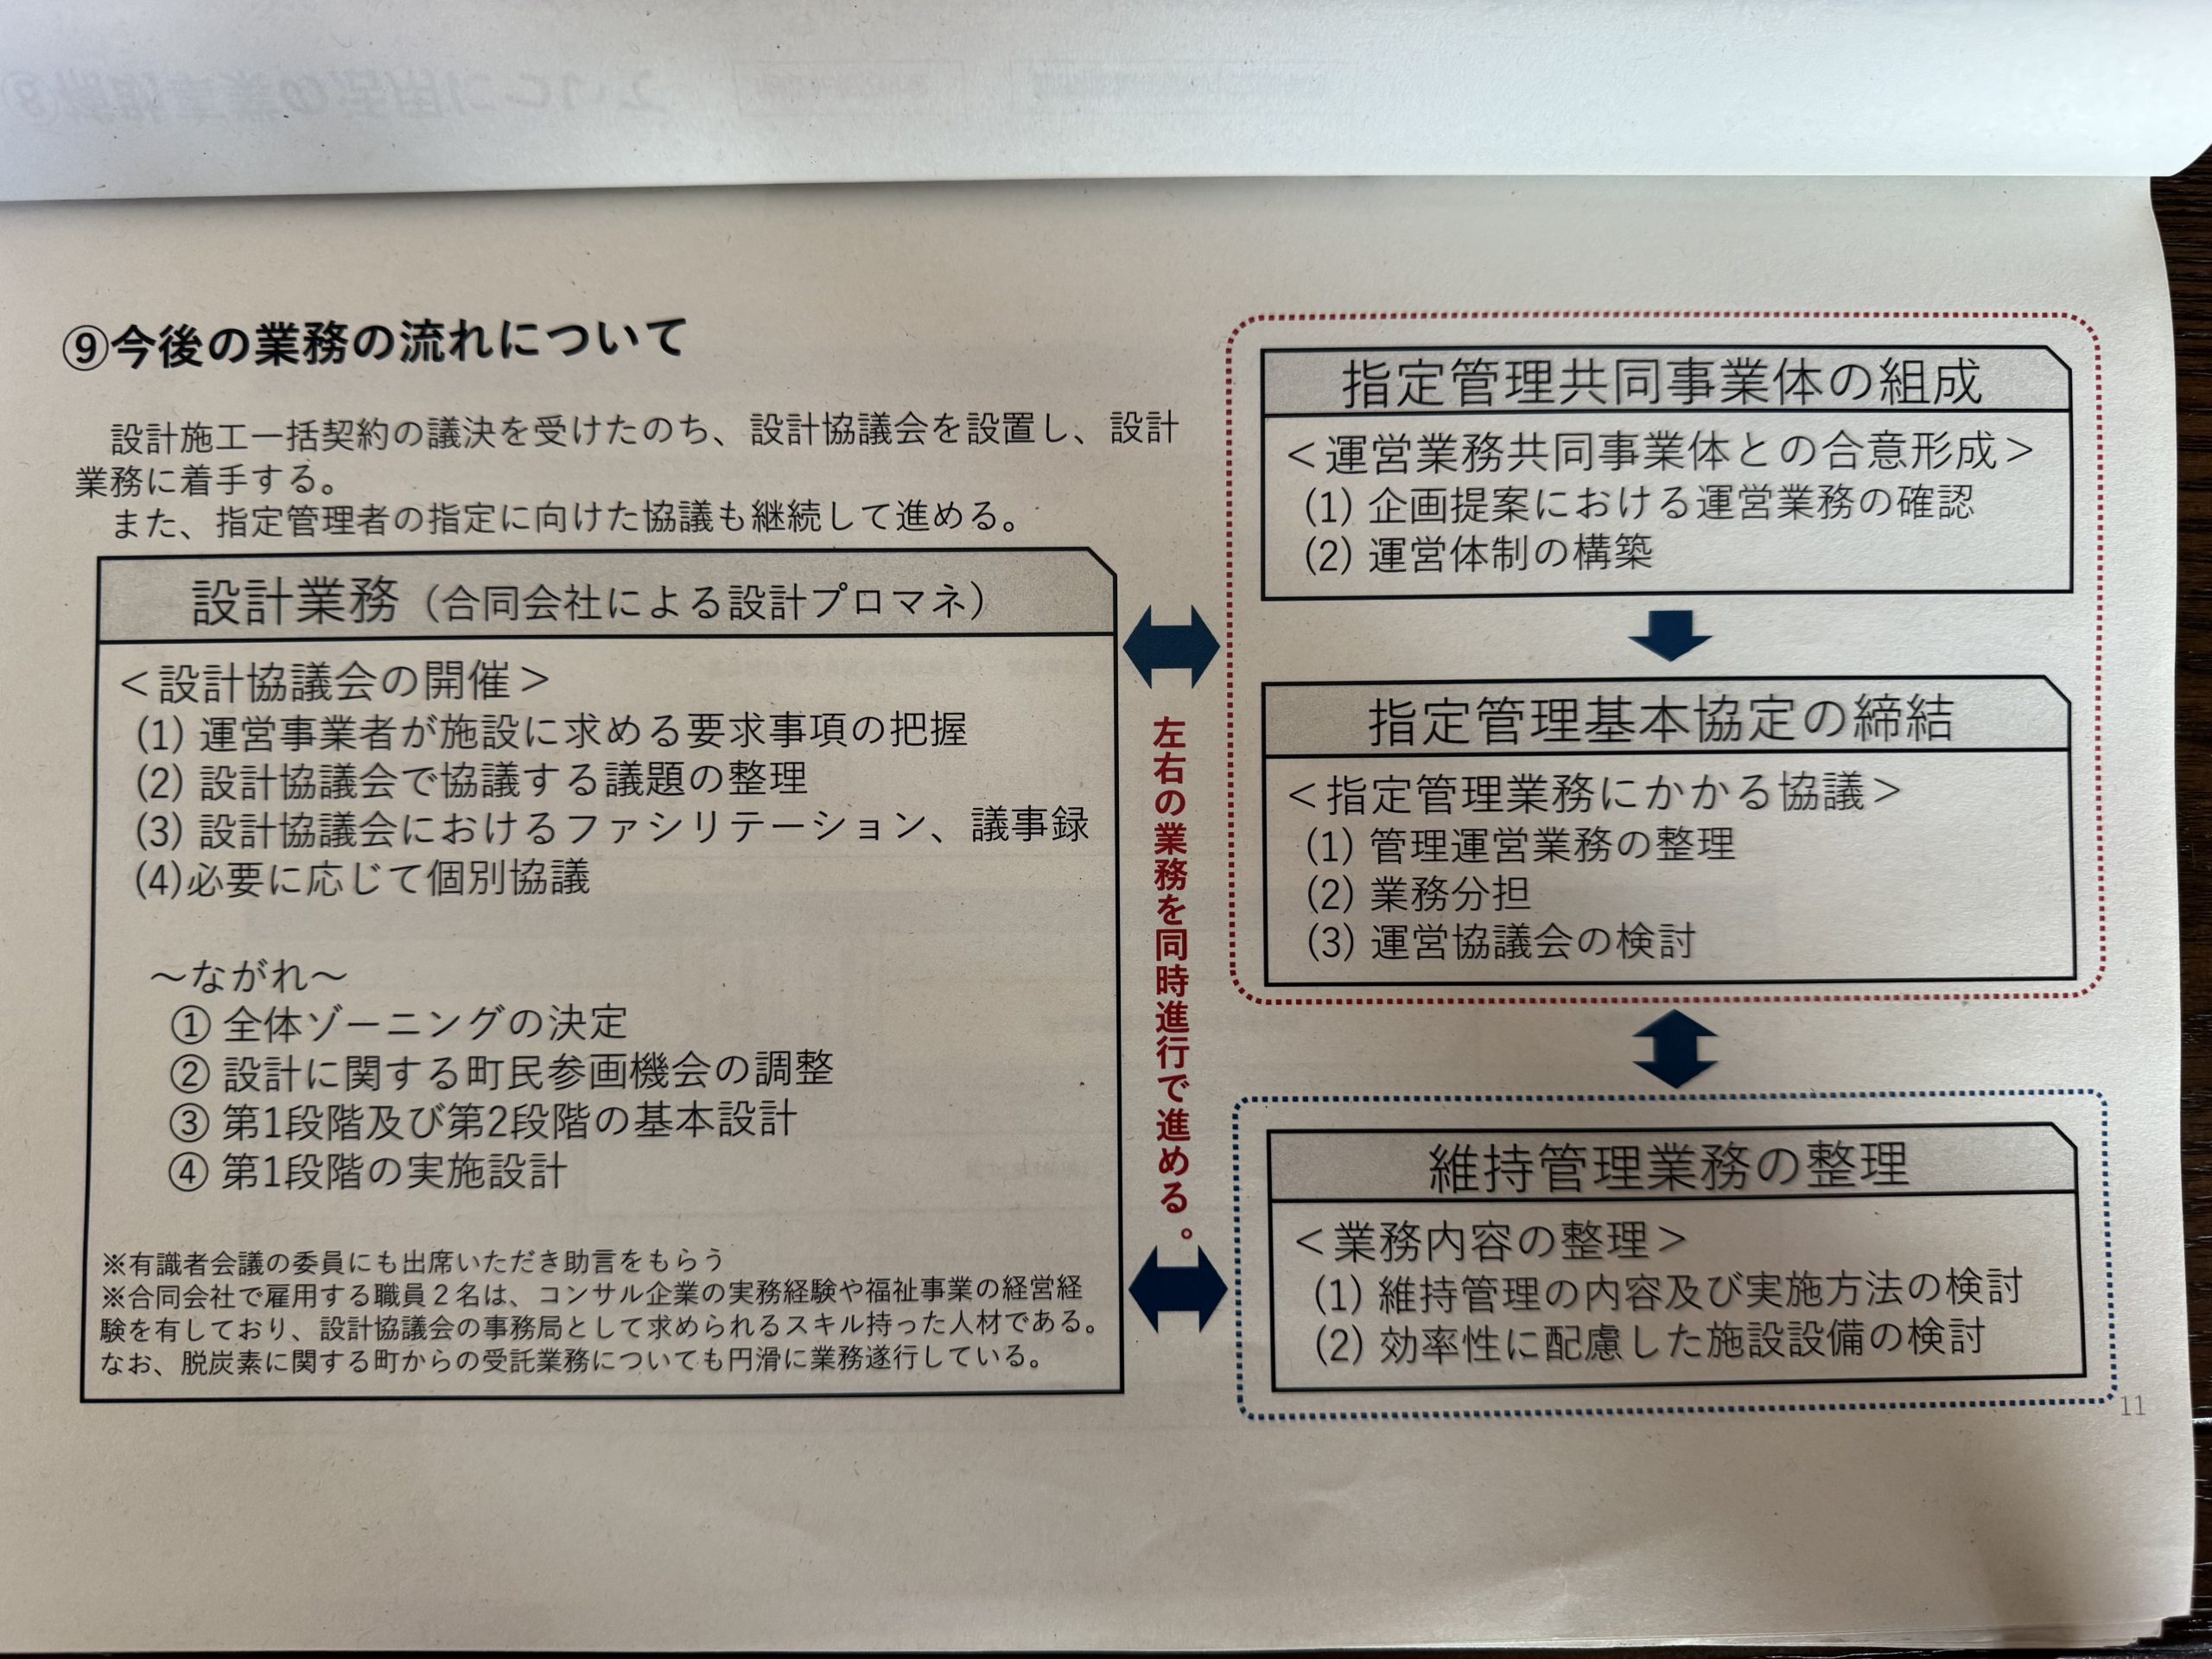 ⑨今後の業務の流れについて
設計施工一括契約の議決を受けたのち、設計協議会を設置し、設計
業務に着手する。
また、指定管理者の指定に向けた協議も継続して進める。
設計業務（合同会社による設計プロマネ）
＜設計協議会の開催＞
(1) 運営事業者が施設に求める要求事項の把握
(2) 設計協議会で協議する議題の整理
(3) 設計協議会におけるファシリテーション、議事録
(4)必要に応じて個別協議
～ながれ～
① 全体ゾーニングの決定
② 設計に関する町民参画機会の調整
③ 第1段階及び第2段階の基本設計
④ 第1段階の実施設計
※有識者会議の委員にも出席いただき助言をもらう
※合同会社で雇用する職員２名は、コンサル企業の実務経験や福祉事業の経営経
験を有しており、設計協議会の事務局として求められるスキル持った人材である。
なお、脱炭素に関する町からの受託業務についても円滑に業務遂行している。
左右の業務を同時進行で進める。
指定管理共同事業体の組成
＜運営業務共同事業体との合意形成＞
(1) 企画提案における運営業務の確認
(2) 運営体制の構築
指定管理基本協定の締結
＜指定管理業務にかかる協議＞
(1) 管理運営業務の整理
(2) 業務分担
(3) 運営協議会の検討
維持管理業務の整理
＜業務内容の整理＞
(1) 維持管理の内容及び実施方法の検討
(2) 効率性に配慮した施設設備の検討
11